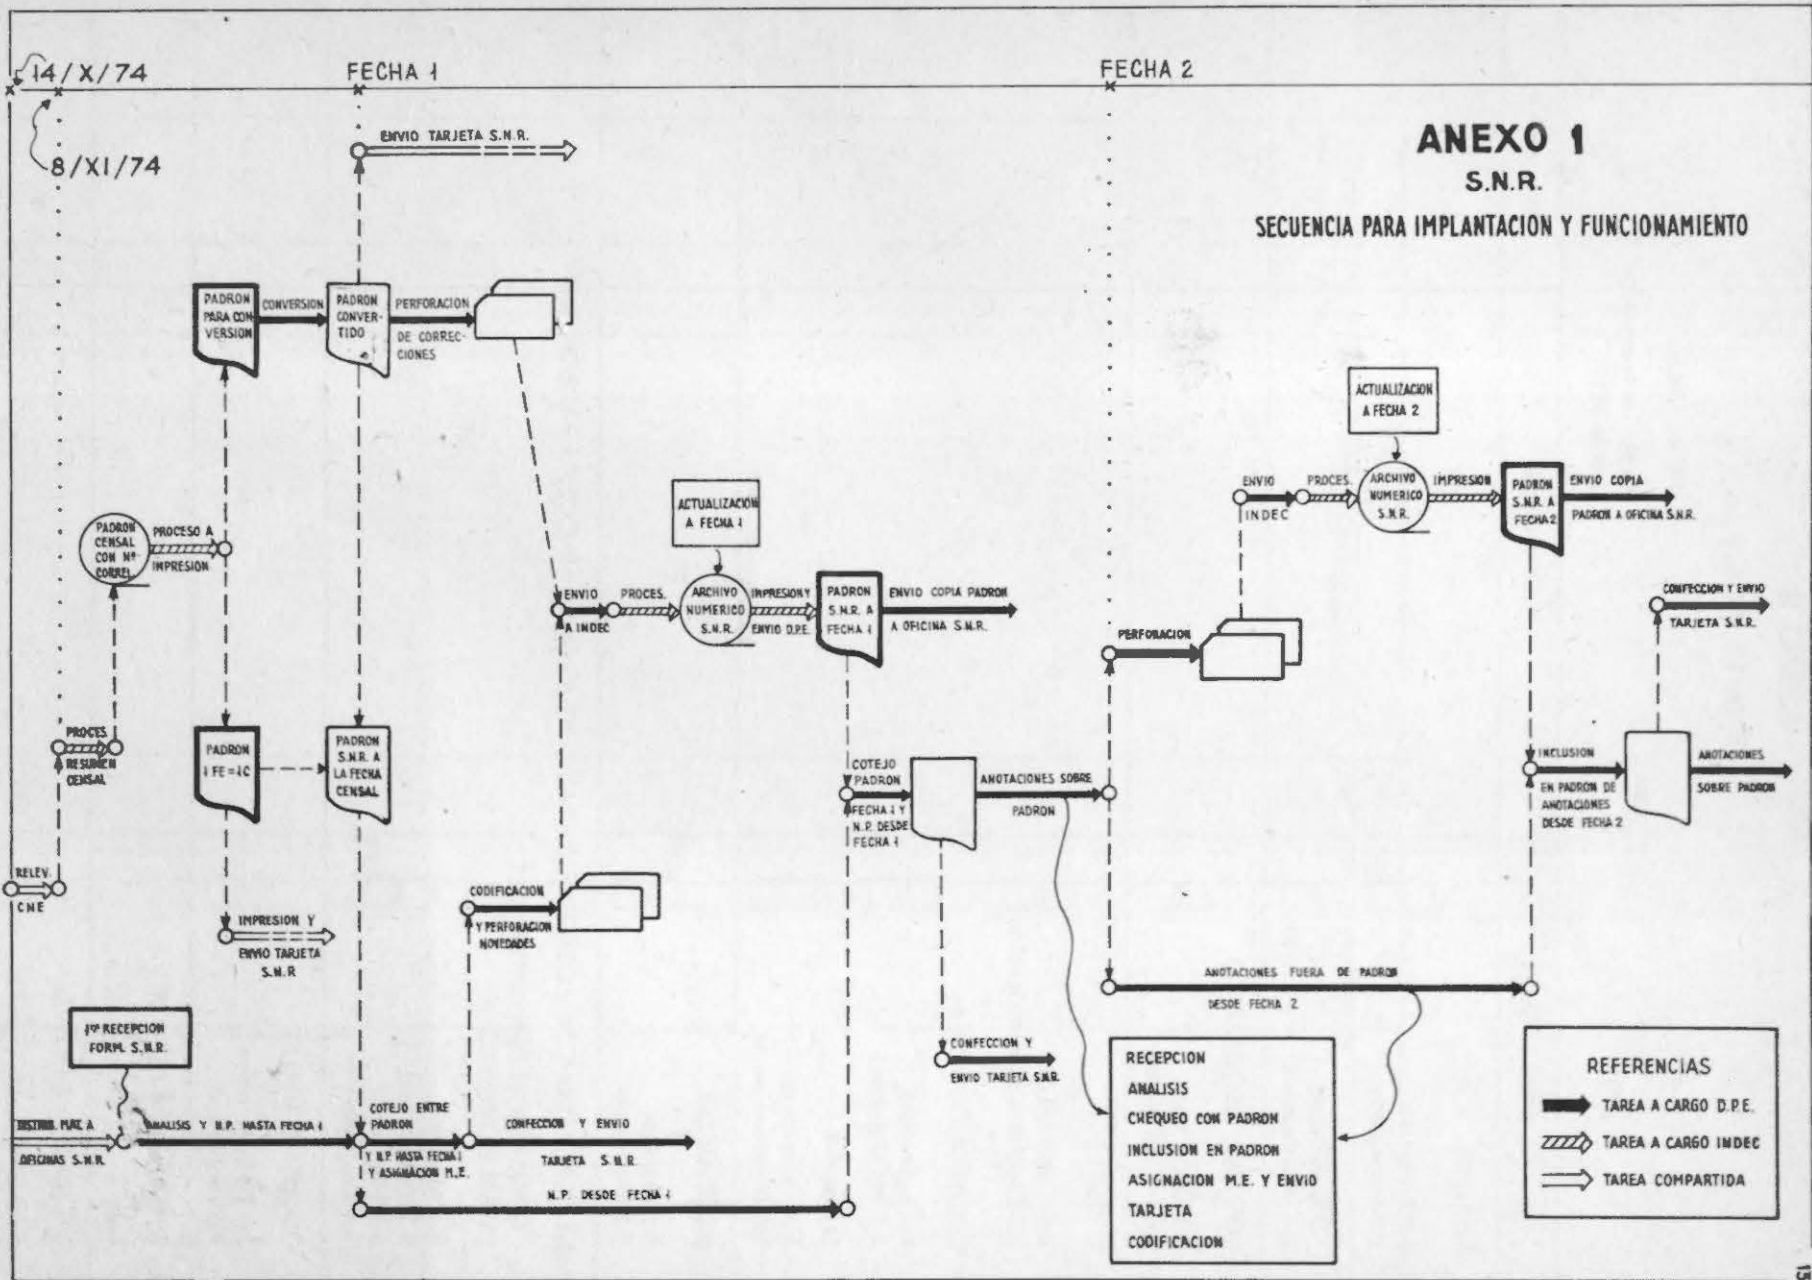 14/X/74
FECHA 1
FECHA 2
8/XI/74
ENVIO TARJETA S.N.R.
ANEXO 1
S.N.R.
SECUENCIA PARA IMPLANTACION Y FUNCIONAMIENTO
PADRON
PARA CON
VERSION
CONVERSION
PADRON
CONVER-
TIDO
PERFORACION
DE CORREC-
CIONES
ACTUALIZACION
A FECHA 2
ENVIO
INDEC
PROCES.
ARCHIVO
NUMERICO
S.N.R.
IMPRESION
PADRON
S.N.R. A
FECHA 2
ENVIO COPIA
PADRON A OFICINA S.N.R.
ACTUALIZACION
A FECHA 1
PADRON
CENSAL
CON Nº
CORREL.
PROCESO A
IMPRESION
ENVIO
A INDEC
PROCES.
ARCHIVO
NUMERICO
S.N.R.
IMPRESION Y
ENVIO D.P.E.
PADRON
S.N.R. A
FECHA 1
ENVIO COPIA PADRON
A OFICINA S.N.R.
CONFECCION Y ENVIO
TARJETA S.N.R.
PERFORACION
PROCES.
RESUMEN
CENSAL
PADRON
1 FE = 1C
PADRON
S.N.R. A
LA FECHA
CENSAL
COTEJO
PADRON
FECHA 1 Y
N.P. DESDE
FECHA 1
ANOTACIONES SOBRE
PADRON
INCLUSION
EN PADRON DE
ANOTACIONES
DESDE FECHA 2
ANOTACIONES
SOBRE PADRON
RELEV.
CNE
CODIFICACION
Y PERFORACION
NOVEDADES
IMPRESION Y
ENVIO TARJETA
S.N.R
ANOTACIONES FUERA DE PADRON
DESDE FECHA 2
RECEPCION
FORM. S.N.R.
CONFECCION Y
ENVIO TARJETA S.N.R.
RECEPCION
ANALISIS
CHEQUEO CON PADRON
INCLUSION EN PADRON
ASIGNACION M.E. Y ENVIO
TARJETA
CODIFICACION
REFERENCIAS
TAREA A CARGO D.P.E.
TAREA A CARGO INDEC
TAREA COMPARTIDA
DISTRIB. MAT. A
OFICINAS S.N.R.
ANALISIS Y N.P. HASTA FECHA 1
COTEJO ENTRE
PADRON
Y N.P. HASTA FECHA 1
Y ASIGNACION M.E.
CONFECCION Y ENVIO
TARJETA S.N.R.
N.P. DESDE FECHA 1